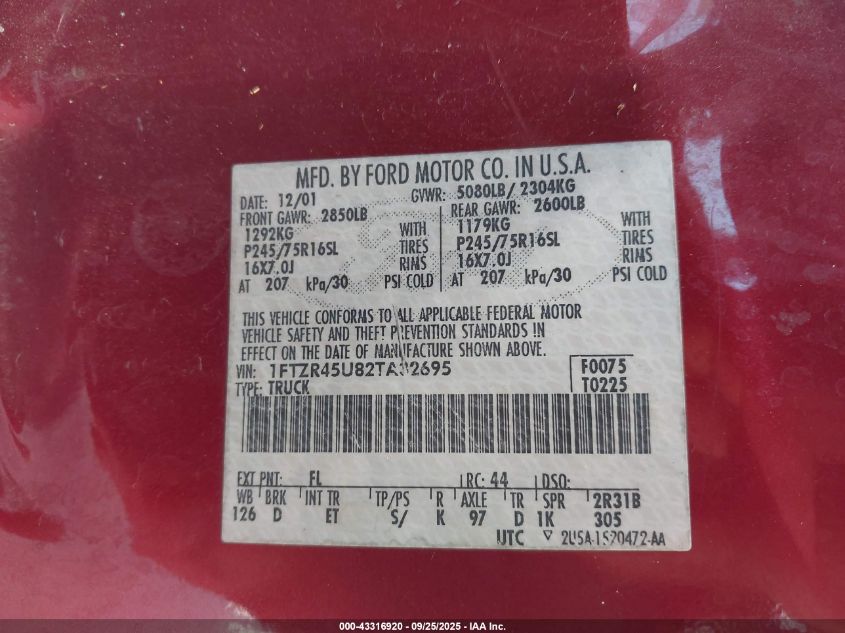 MFD. BY FORD MOTOR CO. IN U.S.A.
DATE: 12/01 GVWR: 5080LB/ 2304KG
FRONT GAWR: 2850LB REAR GAWR: 2600LB
1292KG WITH 1179KG WITH
P245/75R16SL TIRES P245/75R16SL TIRES
16X7.0J RIMS 16X7.0J RIMS
AT 207 kPa/30 PSI COLD AT 207 kPa/30 PSI COLD
THIS VEHICLE CONFORMS TO ALL APPLICABLE FEDERAL MOTOR
VEHICLE SAFETY AND THEFT PREVENTION STANDARDS IN
EFFECT ON THE DATE OF MANUFACTURE SHOWN ABOVE.
VIN: 1FTZR45U82TA32695 F0075
TYPE: TRUCK T0225
EXT PNT: FL RC: 44 DSO:
WB BRK INT TR TP/PS R AXLE TR SPR 2R31B
126 D ET S/ K 97 D 1K 305
UTC ▽ 2U5A-1520472-AA
000-43316920 - 09/25/2025 - IAA Inc.